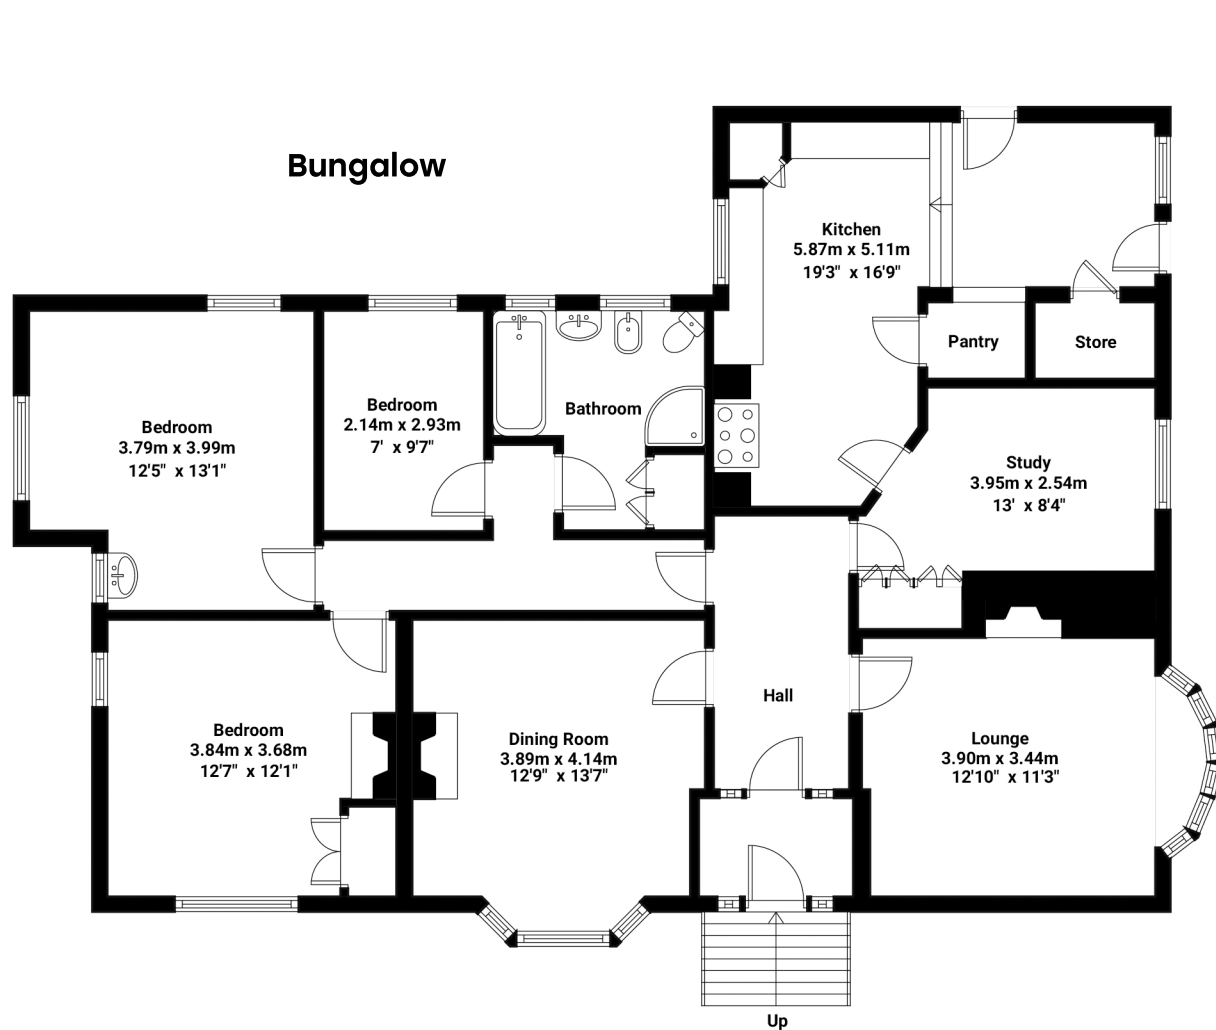 Bungalow
Kitchen
5.87m x 5.11m
19'3" x 16'9"
Pantry
Store
Bedroom
3.79m x 3.99m
12'5" x 13'1"
Bedroom
2.14m x 2.93m
7' x 9'7"
Bathroom
Study
3.95m x 2.54m
13' x 8'4"
Hall
Bedroom
3.84m x 3.68m
12'7" x 12'1"
Dining Room
3.89m x 4.14m
12'9" x 13'7"
Lounge
3.90m x 3.44m
12'10" x 11'3"
Up